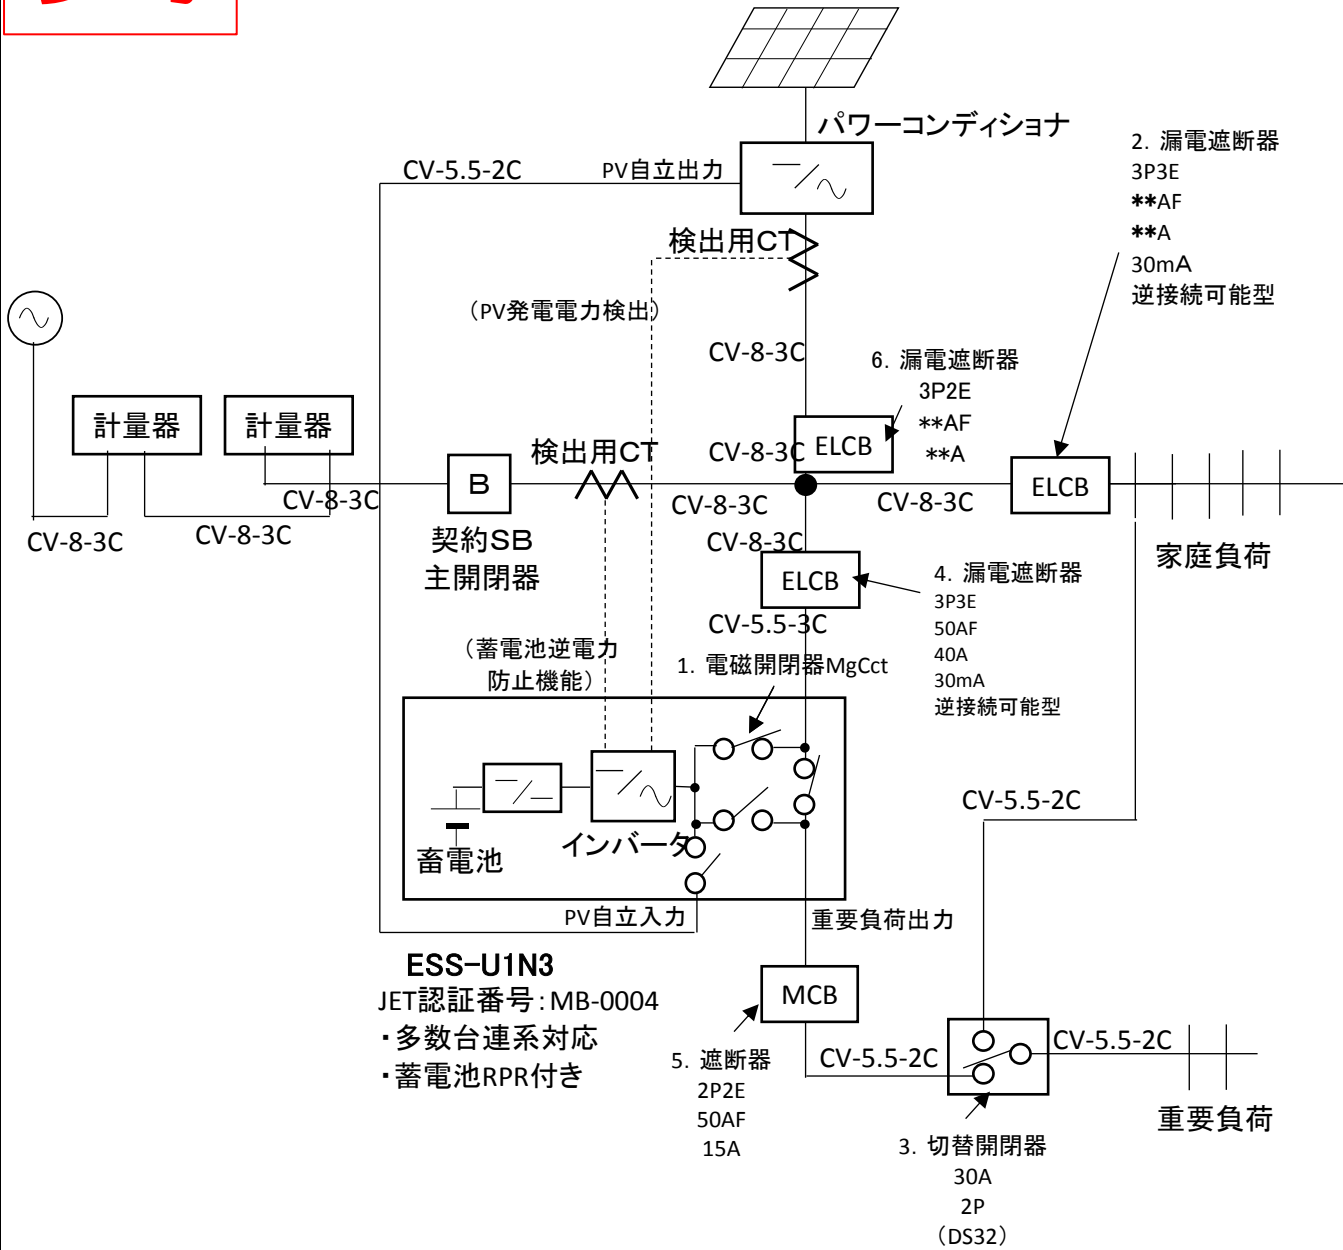 パワーコンディショナ
2. 漏電遮断器
3P3E
**AF
**A
30mA
逆接続可能型
CV-5.5-2C
PV自立出力
検出用CT
（PV発電電力検出）
CV-8-3C
6. 漏電遮断器
3P2E
**AF
**A
計量器
計量器
検出用CT
CV-8-3C
ELCB
B
ELCB
CV-8-3C
CV-8-3C
CV-8-3C
CV-8-3C
CV-8-3C
契約SB
主開閉器
CV-8-3C
家庭負荷
ELCB
4. 漏電遮断器
3P3E
50AF
40A
30mA
逆接続可能型
CV-5.5-3C
（蓄電池逆電力
防止機能）
1. 電磁開閉器MgCct
CV-5.5-2C
インバータ
蓄電池
PV自立入力
重要負荷出力
ESS-U1N3
JET認証番号：MB-0004
・多数台連系対応
・蓄電池RPR付き
MCB
5. 遮断器
2P2E
50AF
15A
CV-5.5-2C
CV-5.5-2C
重要負荷
3. 切替開閉器
30A
2P
（DS32）